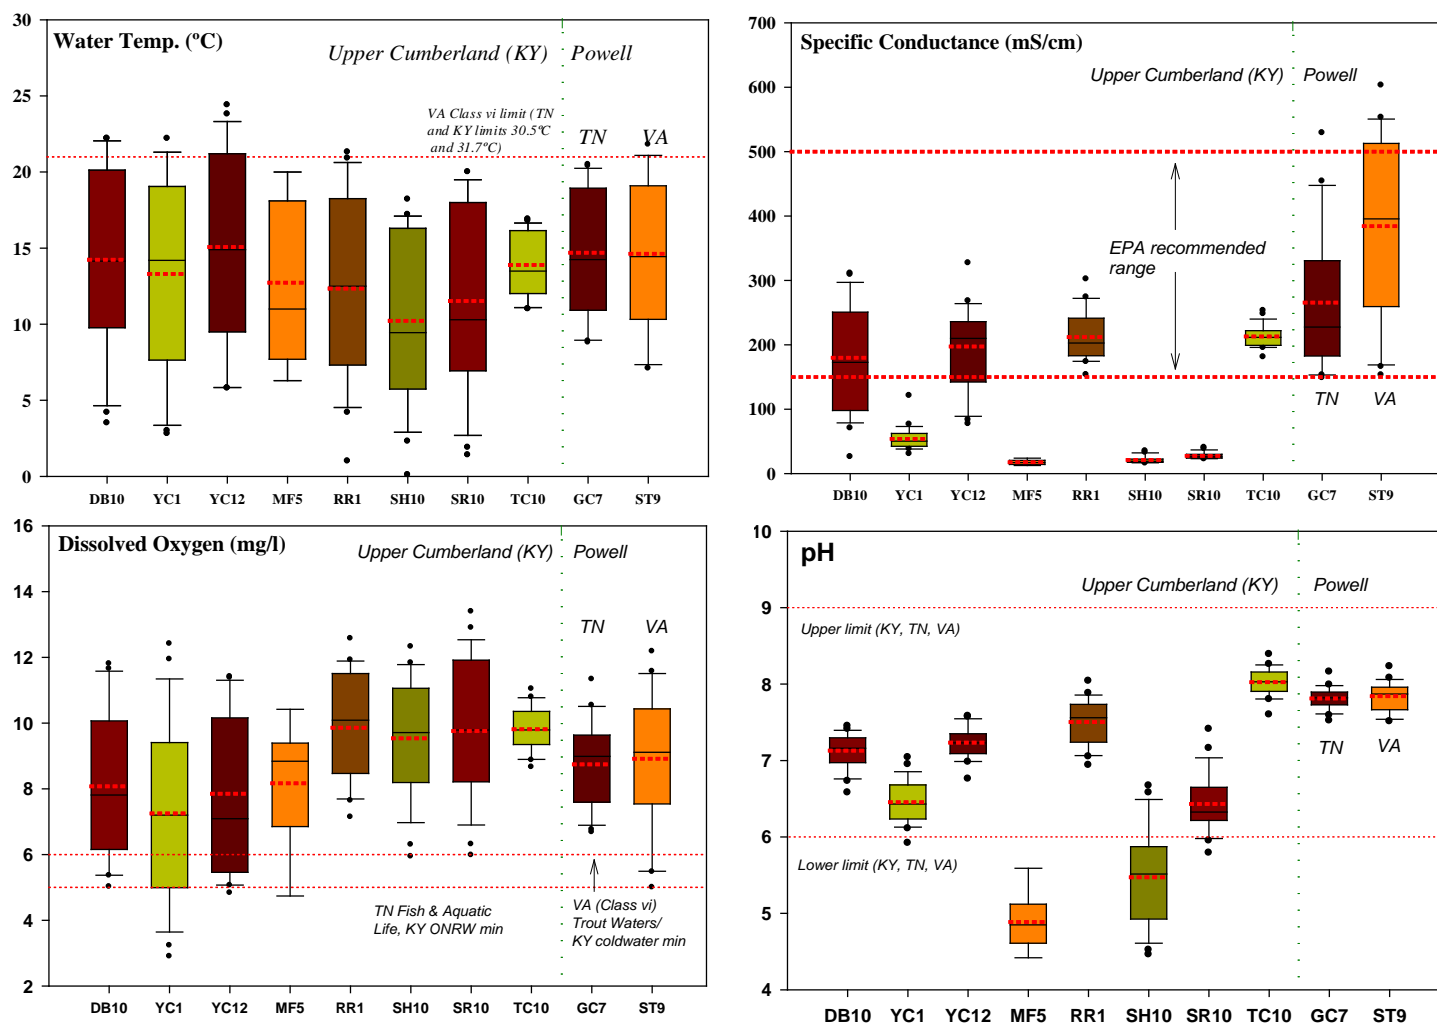 Water Temp. (ºC)
Upper Cumberland (KY)
Powell
VA Class vi limit (TN
and KY limits 30.5ºC
and 31.7ºC)
TN
VA
30
25
20
15
10
5
0
DB10 YC1 YC12 MF5 RR1 SH10 SR10 TC10 GC7 ST9
Specific Conductance (mS/cm)
Upper Cumberland (KY)
Powell
EPA recommended
range
TN
VA
700
600
500
400
300
200
100
0
DB10 YC1 YC12 MF5 RR1 SH10 SR10 TC10 GC7 ST9
Dissolved Oxygen (mg/l)
Upper Cumberland (KY)
Powell
TN
VA
TN Fish & Aquatic
Life, KY ONRW min
VA (Class vi)
Trout Waters/
KY coldwater min
16
14
12
10
8
6
4
2
DB10 YC1 YC12 MF5 RR1 SH10 SR10 TC10 GC7 ST9
pH
Upper Cumberland (KY)
Powell
Upper limit (KY, TN, VA)
Lower limit (KY, TN, VA)
TN
VA
10
9
8
7
6
5
4
DB10 YC1 YC12 MF5 RR1 SH10 SR10 TC10 GC7 ST9